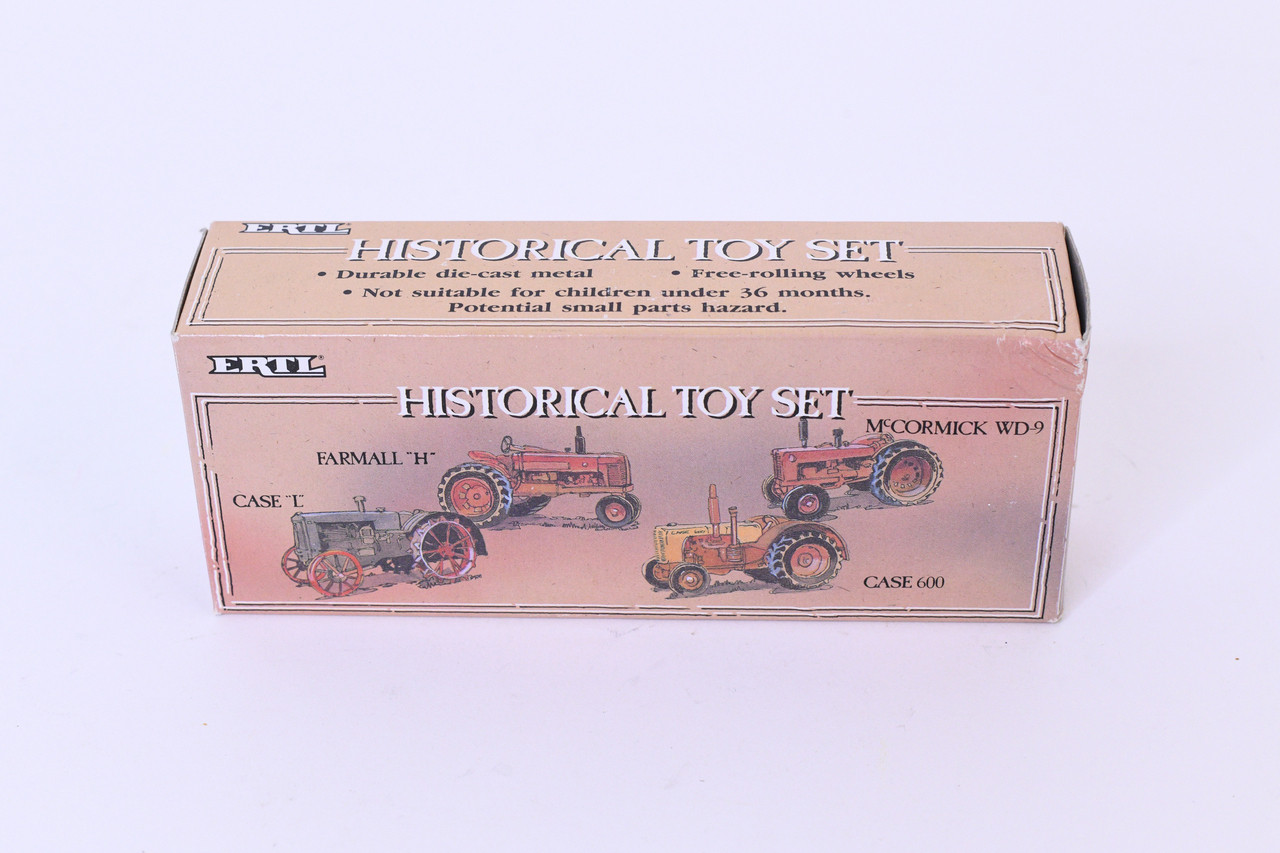 ERTL®
HISTORICAL TOY SET
• Durable die-cast metal • Free-rolling wheels
• Not suitable for children under 36 months.
Potential small parts hazard.
ERTL®
HISTORICAL TOY SET
McCORMICK WD-9
FARMALL "H"
CASE "L"
CASE 600